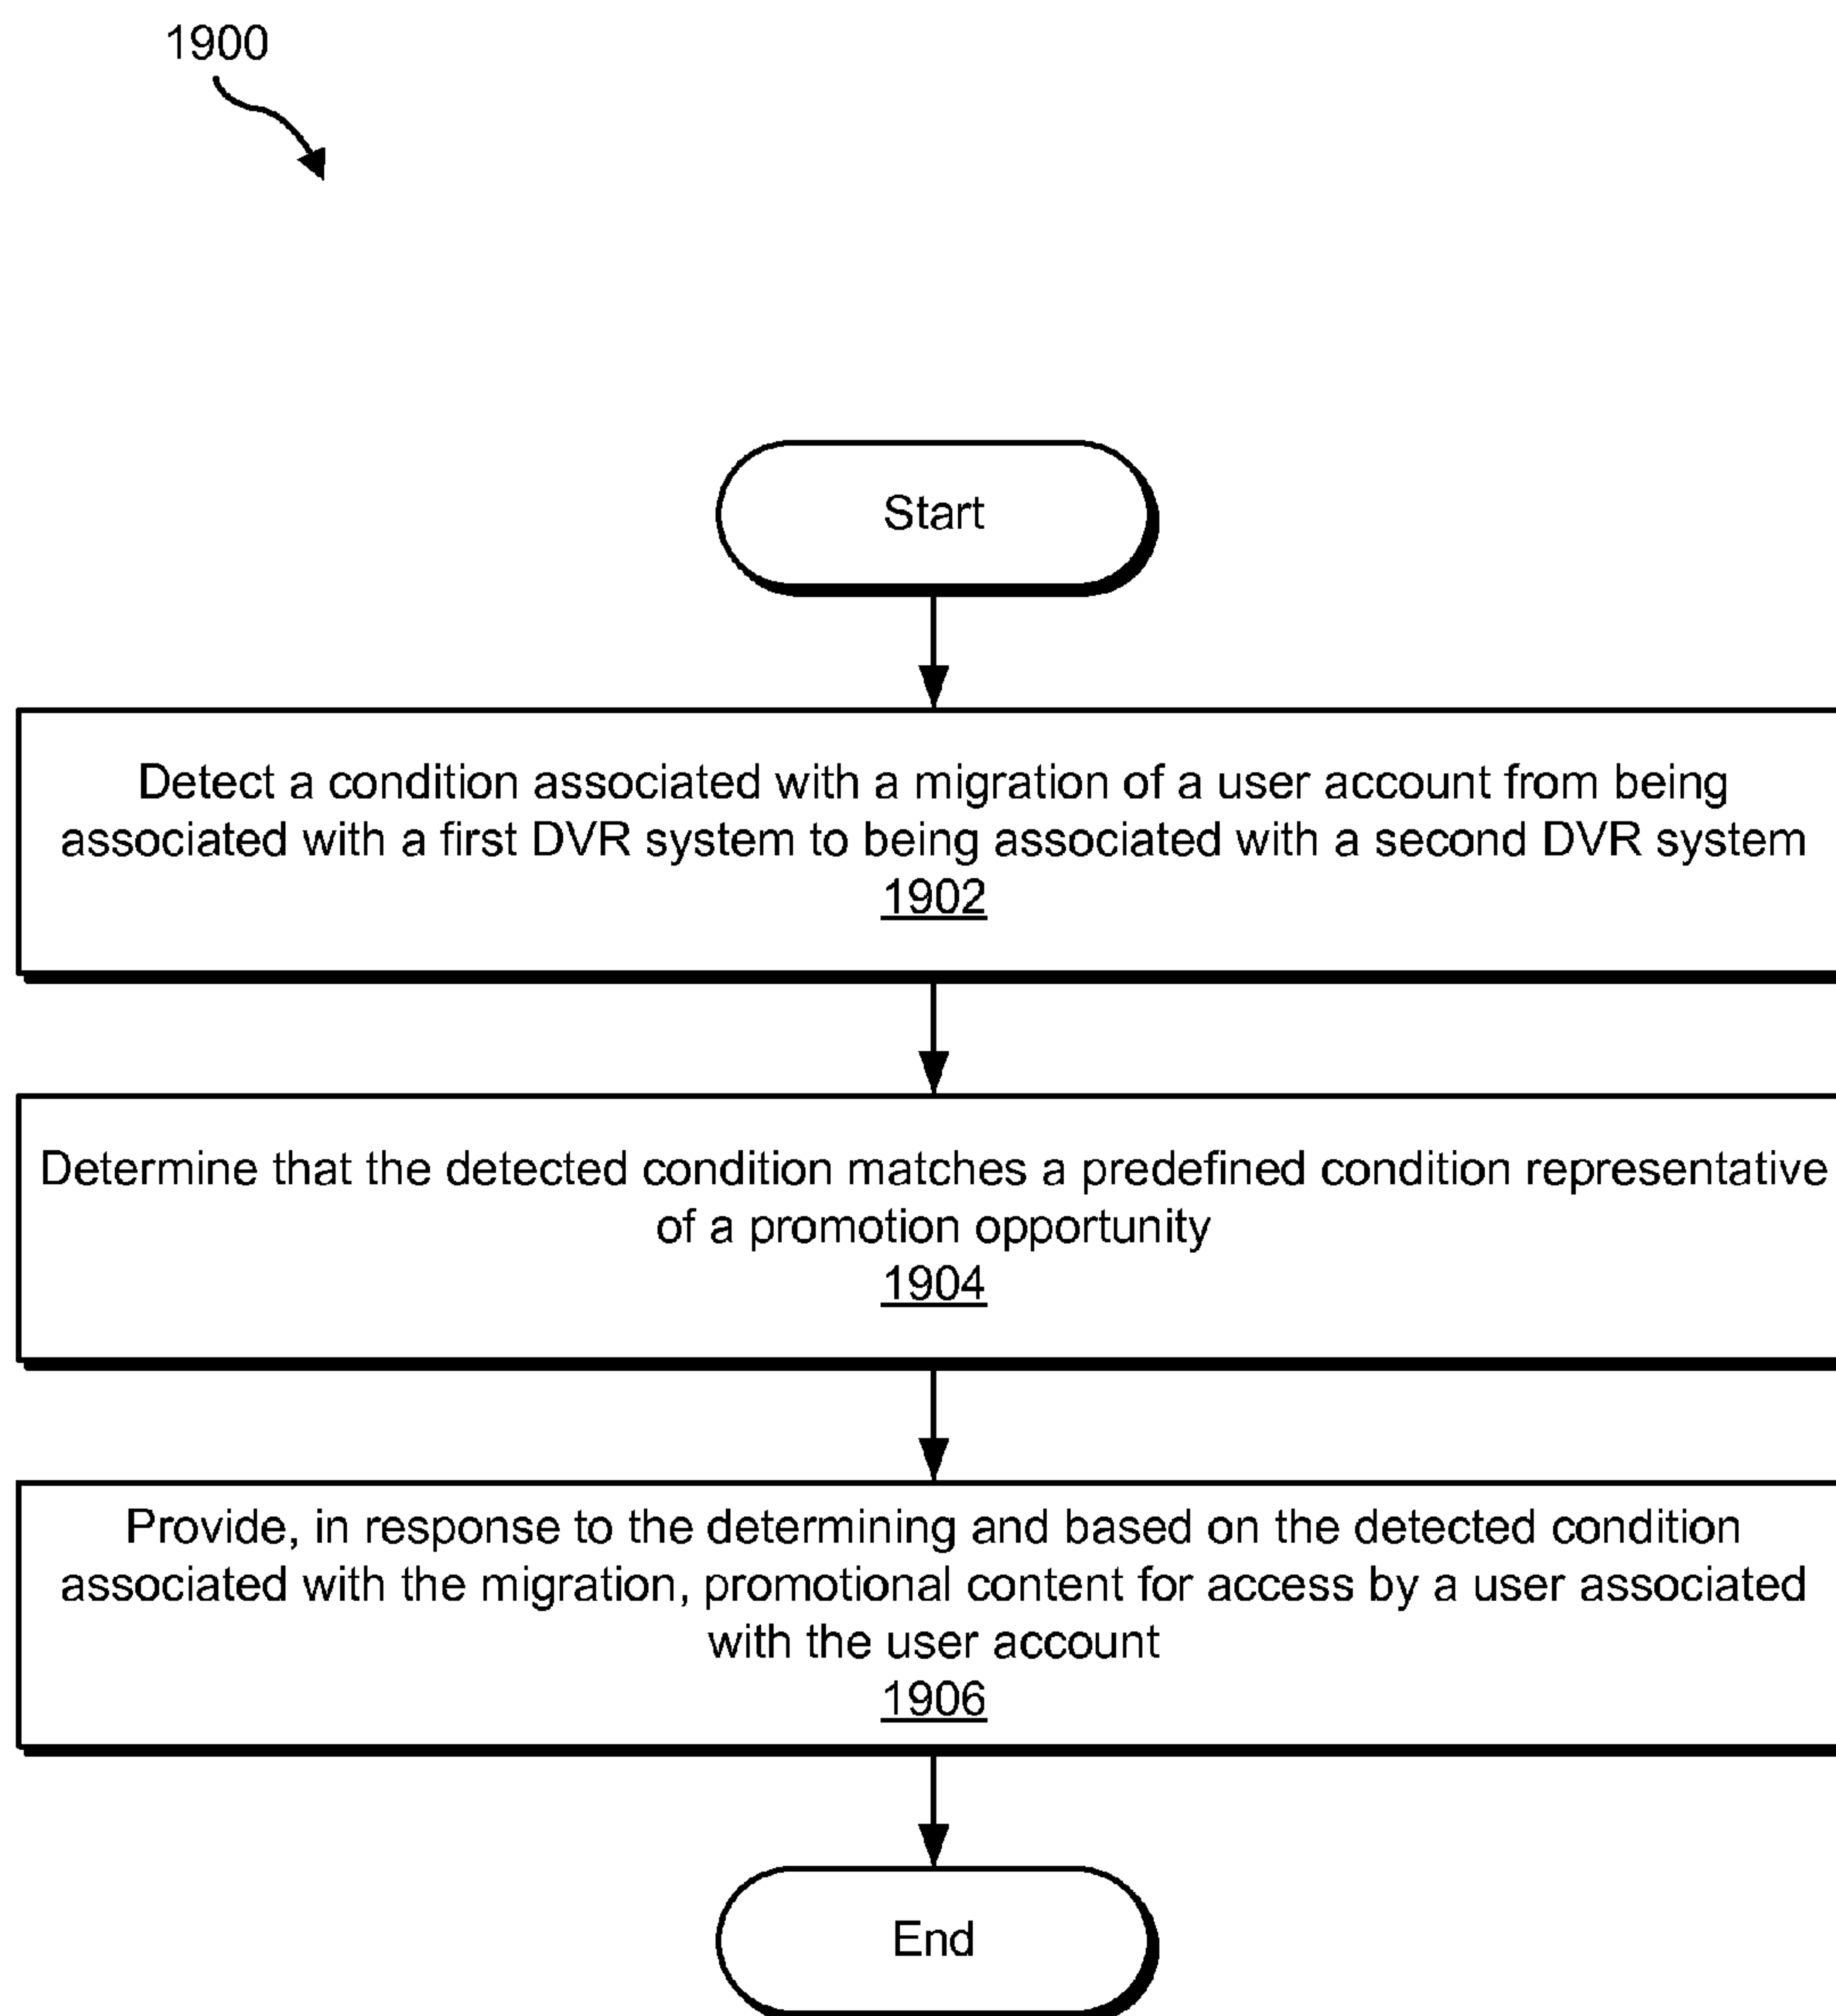 1900
Start
Detect a condition associated with a migration of a user account from being
associated with a first DVR system to being associated with a second DVR system
1902
Determine that the detected condition matches a predefined condition representative
of a promotion opportunity
1904
Provide, in response to the determining and based on the detected condition
associated with the migration, promotional content for access by a user associated
with the user account
1906
End